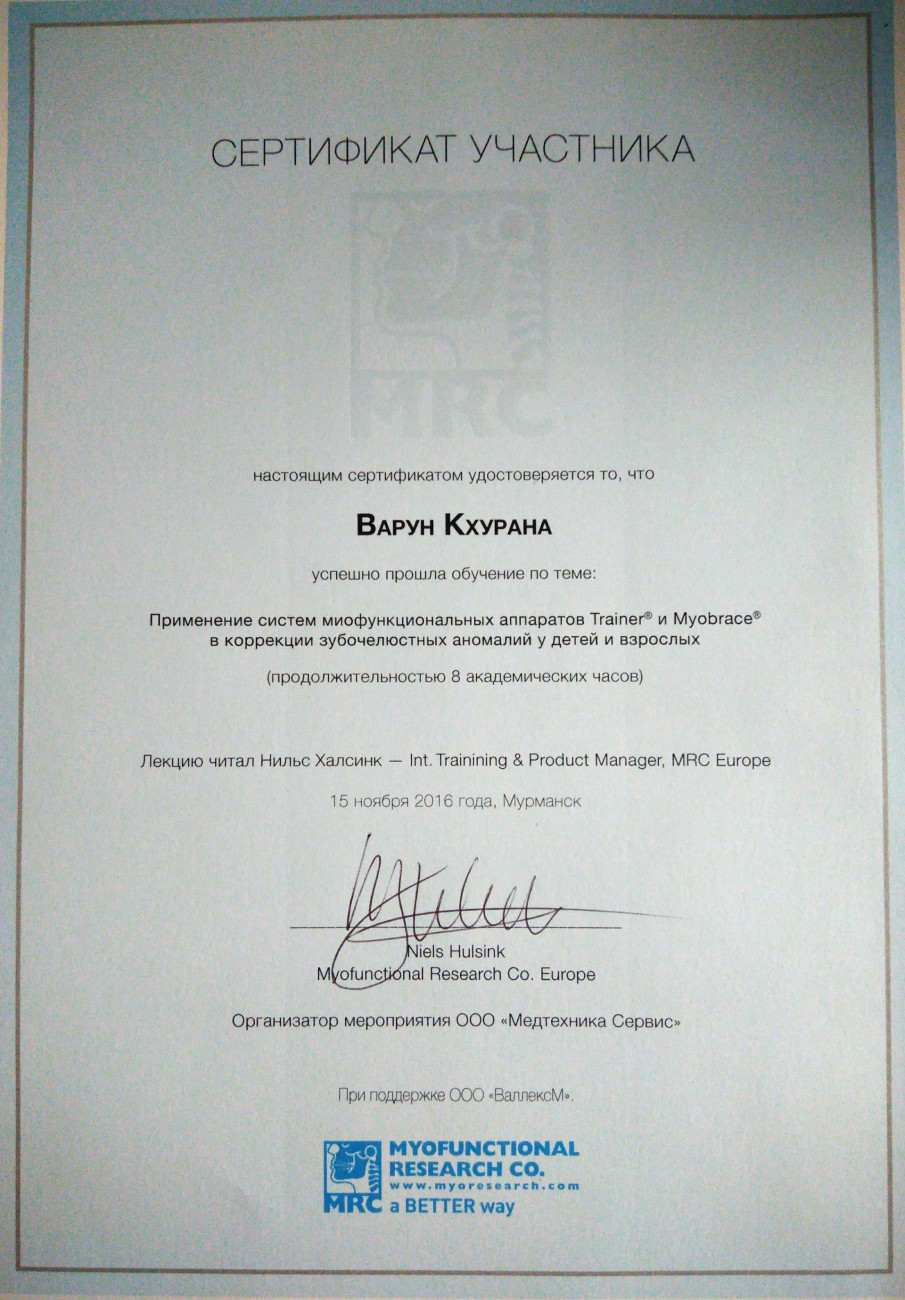 СЕРТИФИКАТ УЧАСТНИКА
MRC
настоящим сертификатом удостоверяется то, что
Варун Кхурана
успешно прошла обучение по теме:
Применение систем миофункциональных аппаратов Trainer® и Myobrace®
в коррекции зубочелюстных аномалий у детей и взрослых
(продолжительностью 8 академических часов)
Лекцию читал Нильс Халсинк — Int. Trainining & Product Manager, MRC Europe
15 ноября 2016 года, Мурманск
Niels Hulsink
Myofunctional Research Co. Europe
Организатор мероприятия ООО «Медтехника Сервис»
При поддержке ООО «ВаллексМ».
MYOFUNCTIONAL
RESEARCH CO.
www.myoresearch.com
MRC a BETTER way